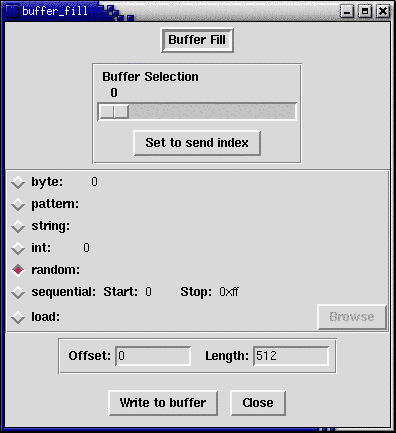 buffer_fill
Buffer Fill
Buffer Selection
0
Set to send index
byte: 0
pattern:
string:
int: 0
random:
sequential: Start: 0 Stop: 0xff
load: Browse
Offset: 0 Length: 512
Write to buffer Close